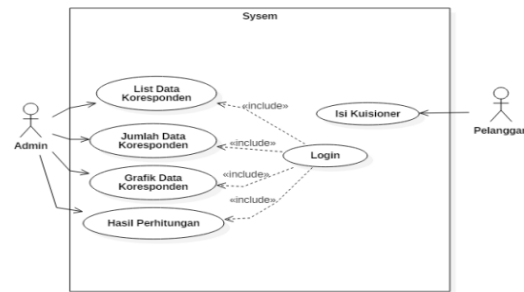 Sysem
List Data
Koresponden
«include»
Isi Kuisioner
Admin
Pelanggan
Jumlah Data
Koresponden
«include»
Login
Grafik Data
Koresponden
«include»
«include»
Hasil Perhitungan